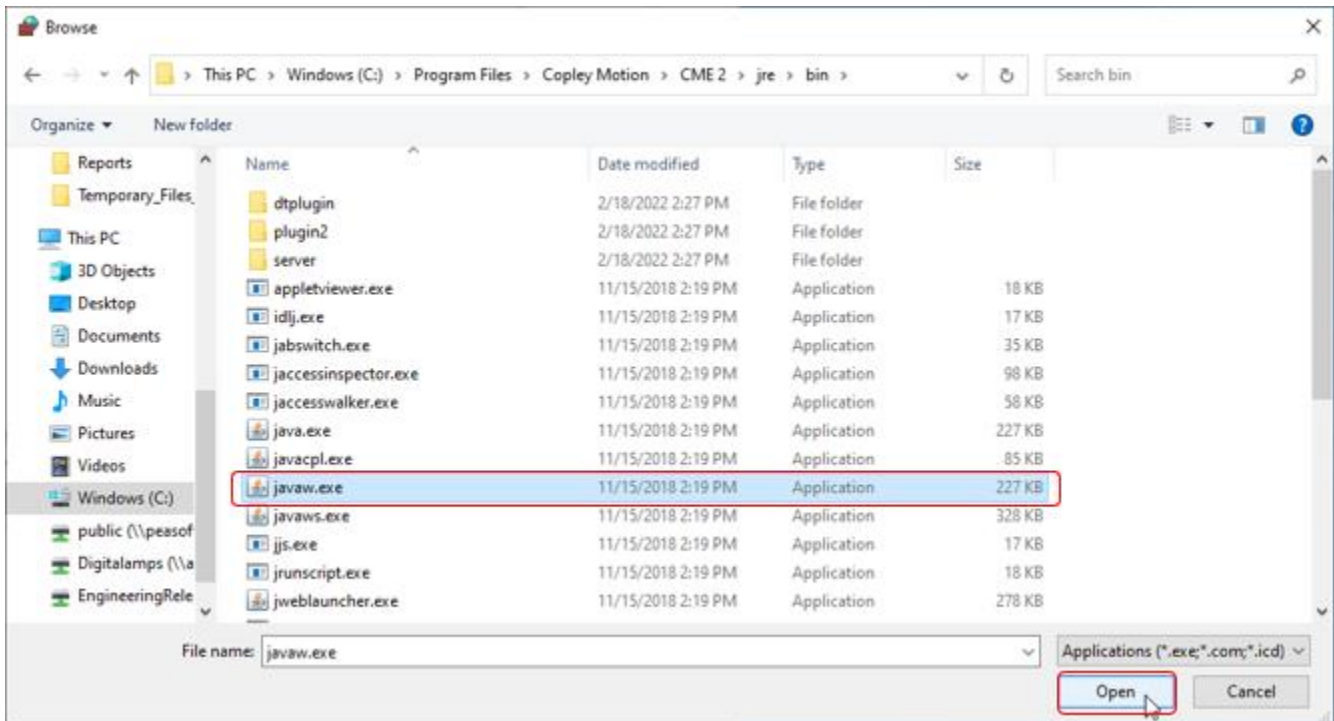 Browse
This PC > Windows (C:) > Program Files > Copley Motion > CME 2 > jre > bin >
Search bin
Organize
New folder
Reports
Temporary_Files_
This PC
3D Objects
Desktop
Documents
Downloads
Music
Pictures
Videos
Windows (C:)
public (\\peasof
Digitalamps (\\a
EngineeringRele
Name Date modified Type Size
dtplugin 2/18/2022 2:27 PM File folder
plugin2 2/18/2022 2:27 PM File folder
server 2/18/2022 2:27 PM File folder
appletviewer.exe 11/15/2018 2:19 PM Application 18 KB
idlj.exe 11/15/2018 2:19 PM Application 17 KB
jabswitch.exe 11/15/2018 2:19 PM Application 35 KB
jaccessinspector.exe 11/15/2018 2:19 PM Application 98 KB
jaccesswalker.exe 11/15/2018 2:19 PM Application 58 KB
java.exe 11/15/2018 2:19 PM Application 227 KB
javacpl.exe 11/15/2018 2:19 PM Application 85 KB
javaw.exe 11/15/2018 2:19 PM Application 227 KB
javaws.exe 11/15/2018 2:19 PM Application 328 KB
jjs.exe 11/15/2018 2:19 PM Application 17 KB
jrunscript.exe 11/15/2018 2:19 PM Application 18 KB
jweblauncher.exe 11/15/2018 2:19 PM Application 278 KB
File name: javaw.exe
Applications (*.exe;*.com;*.icd)
Open
Cancel